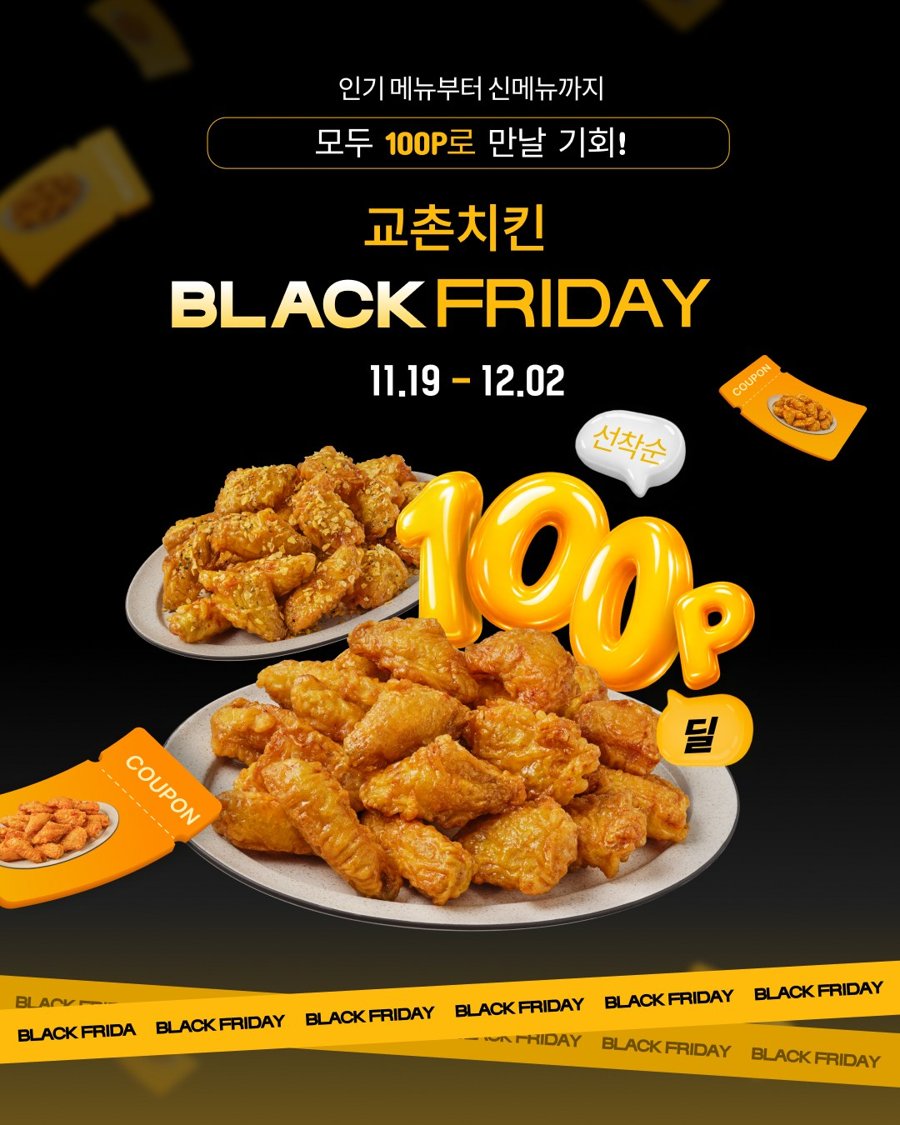 인기 메뉴부터 신메뉴까지
모두 100P로 만날 기회!
교촌치킨
BLACK FRIDAY
11.19 - 12.02
COUPON
선착순
100P
딜
COUPON
BLACK FRIDA BLACK FRIDAY BLACK FRIDAY BLACK FRIDAY BLACK FRIDAY BLACK FRIDAY
BLACK FRIDAY BLACK FRIDAY